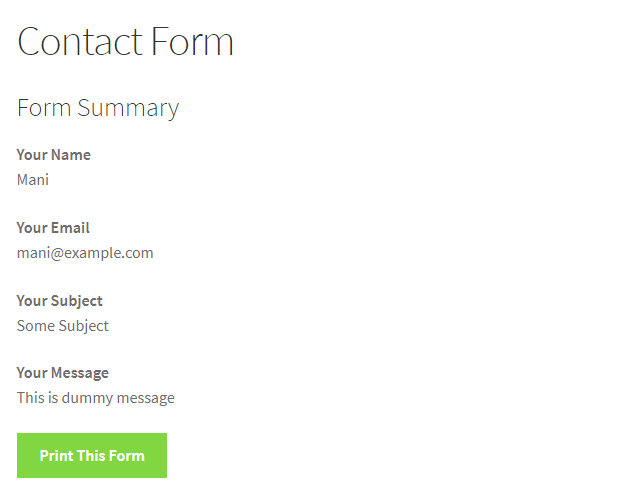 Contact Form
Form Summary
Your Name
Mani
Your Email
mani@example.com
Your Subject
Some Subject
Your Message
This is dummy message
Print This Form